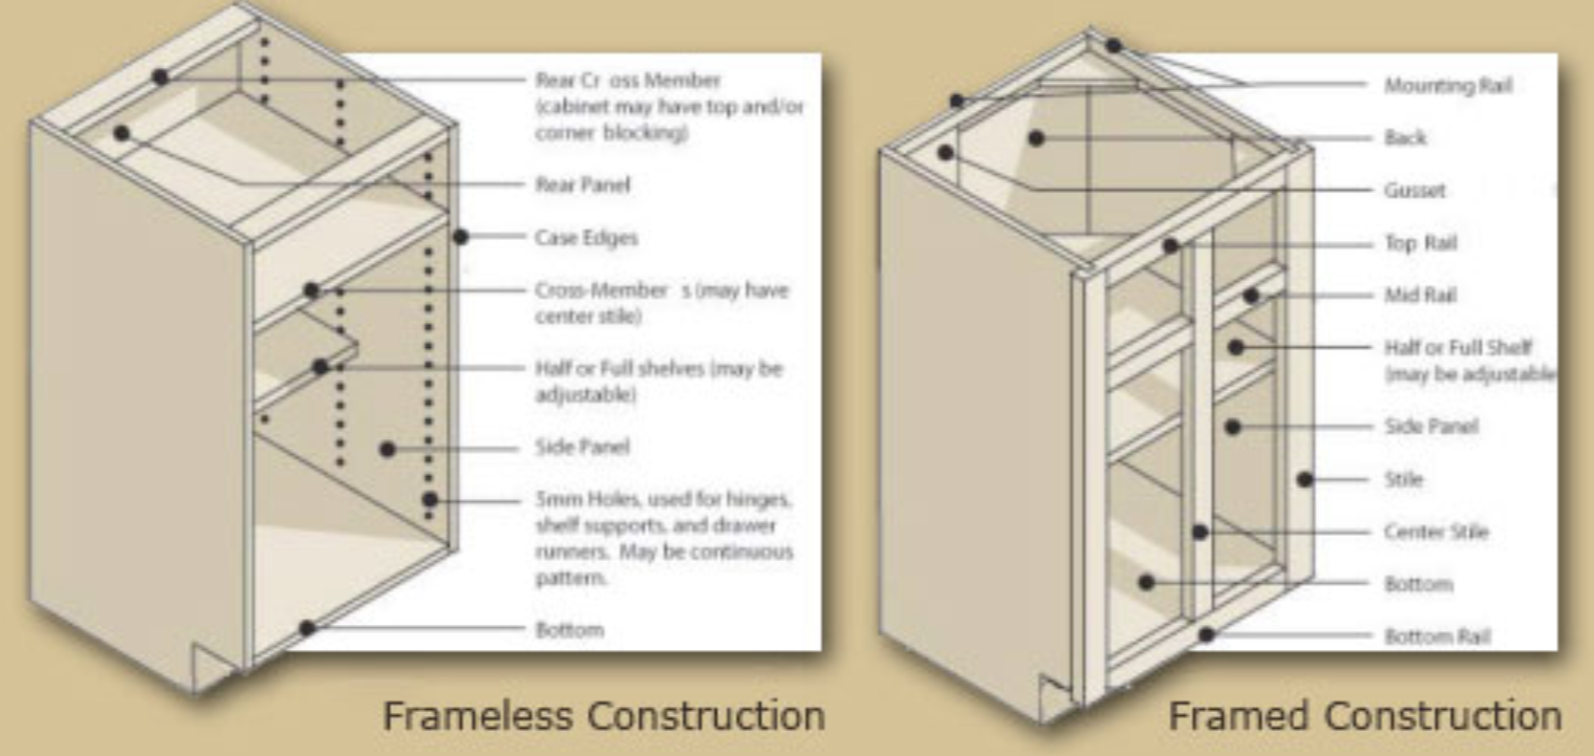 Rear Cr oss Member
(cabinet may have top and/or
corner blocking)
Rear Panel
Case Edges
Cross-Member s (may have
center stile)
Half or Full shelves (may be
adjustable)
Side Panel
5mm Holes, used for hinges,
shelf supports, and drawer
runners. May be continuous
pattern.
Bottom
Frameless Construction
Mounting Rail
Back
Gusset
Top Rail
Mid Rail
Half or Full Shelf
(may be adjustable
Side Panel
Stile
Center Stile
Bottom
Bottom Rail
Framed Construction